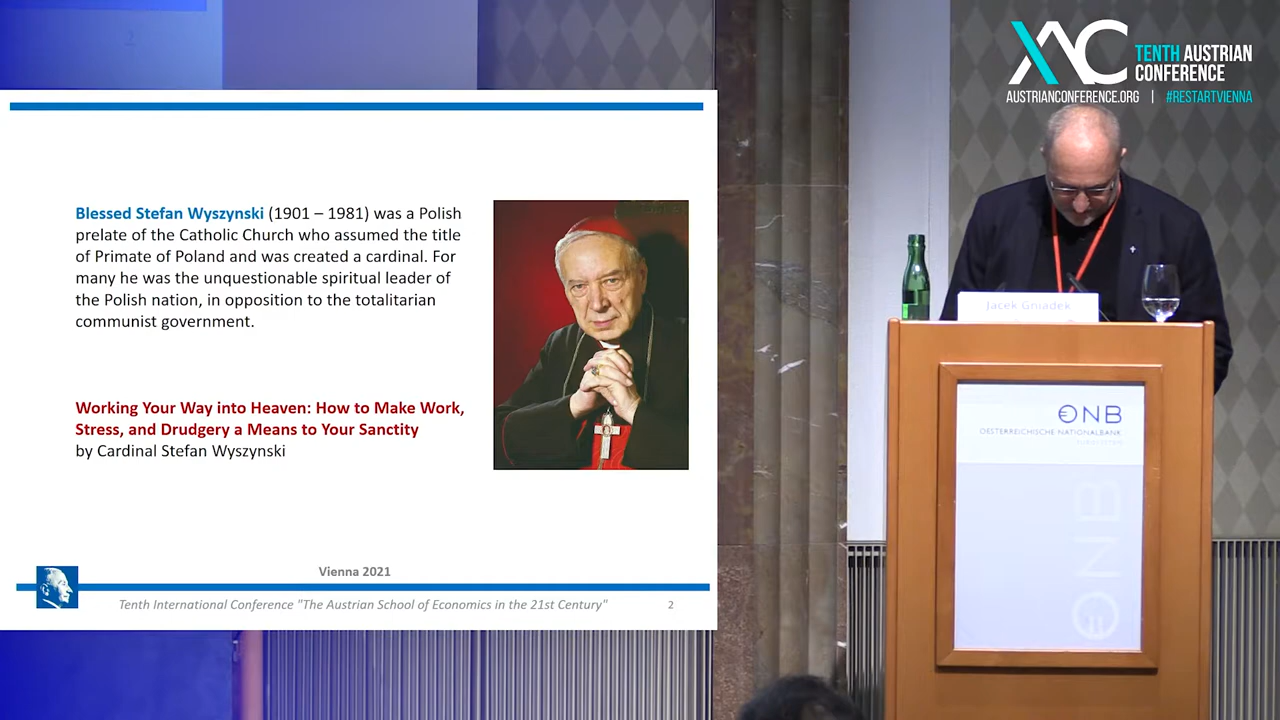 XAC
TENTH AUSTRIAN
CONFERENCE
AUSTRIANCONFERENCE.ORG | #RESTARTVIENNA
Blessed Stefan Wyszynski (1901 – 1981) was a Polish
prelate of the Catholic Church who assumed the title
of Primate of Poland and was created a cardinal. For
many he was the unquestionable spiritual leader of
the Polish nation, in opposition to the totalitarian
communist government.
Working Your Way into Heaven: How to Make Work,
Stress, and Drudgery a Means to Your Sanctity
by Cardinal Stefan Wyszynski
Vienna 2021
Tenth International Conference "The Austrian School of Economics in the 21st Century"
2
Jacek Gniadek
ONB
OESTERREICHISCHE NATIONALBANK
EUROSYSTEM
ONB